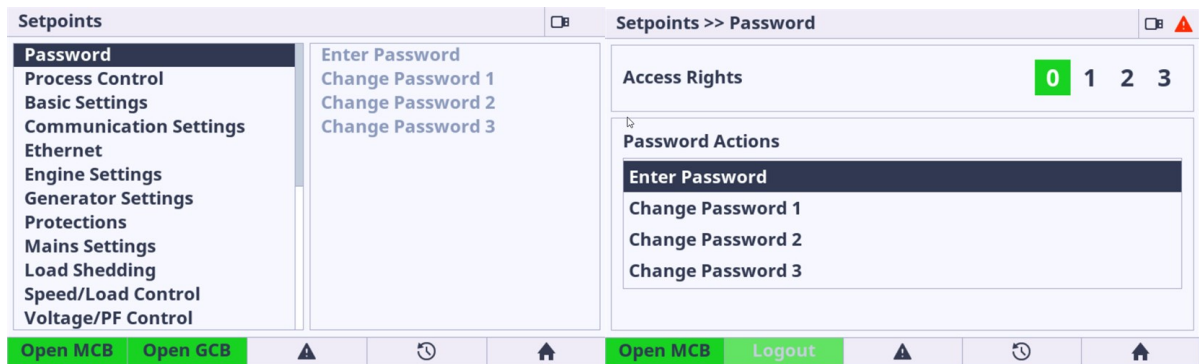 Setpoints
Password
Process Control
Basic Settings
Communication Settings
Ethernet
Engine Settings
Generator Settings
Protections
Mains Settings
Load Shedding
Speed/Load Control
Voltage/PF Control
Enter Password
Change Password 1
Change Password 2
Change Password 3
Open MCB Open GCB
Setpoints >> Password
Access Rights 0 1 2 3
Password Actions
Enter Password
Change Password 1
Change Password 2
Change Password 3
Open MCB Logout